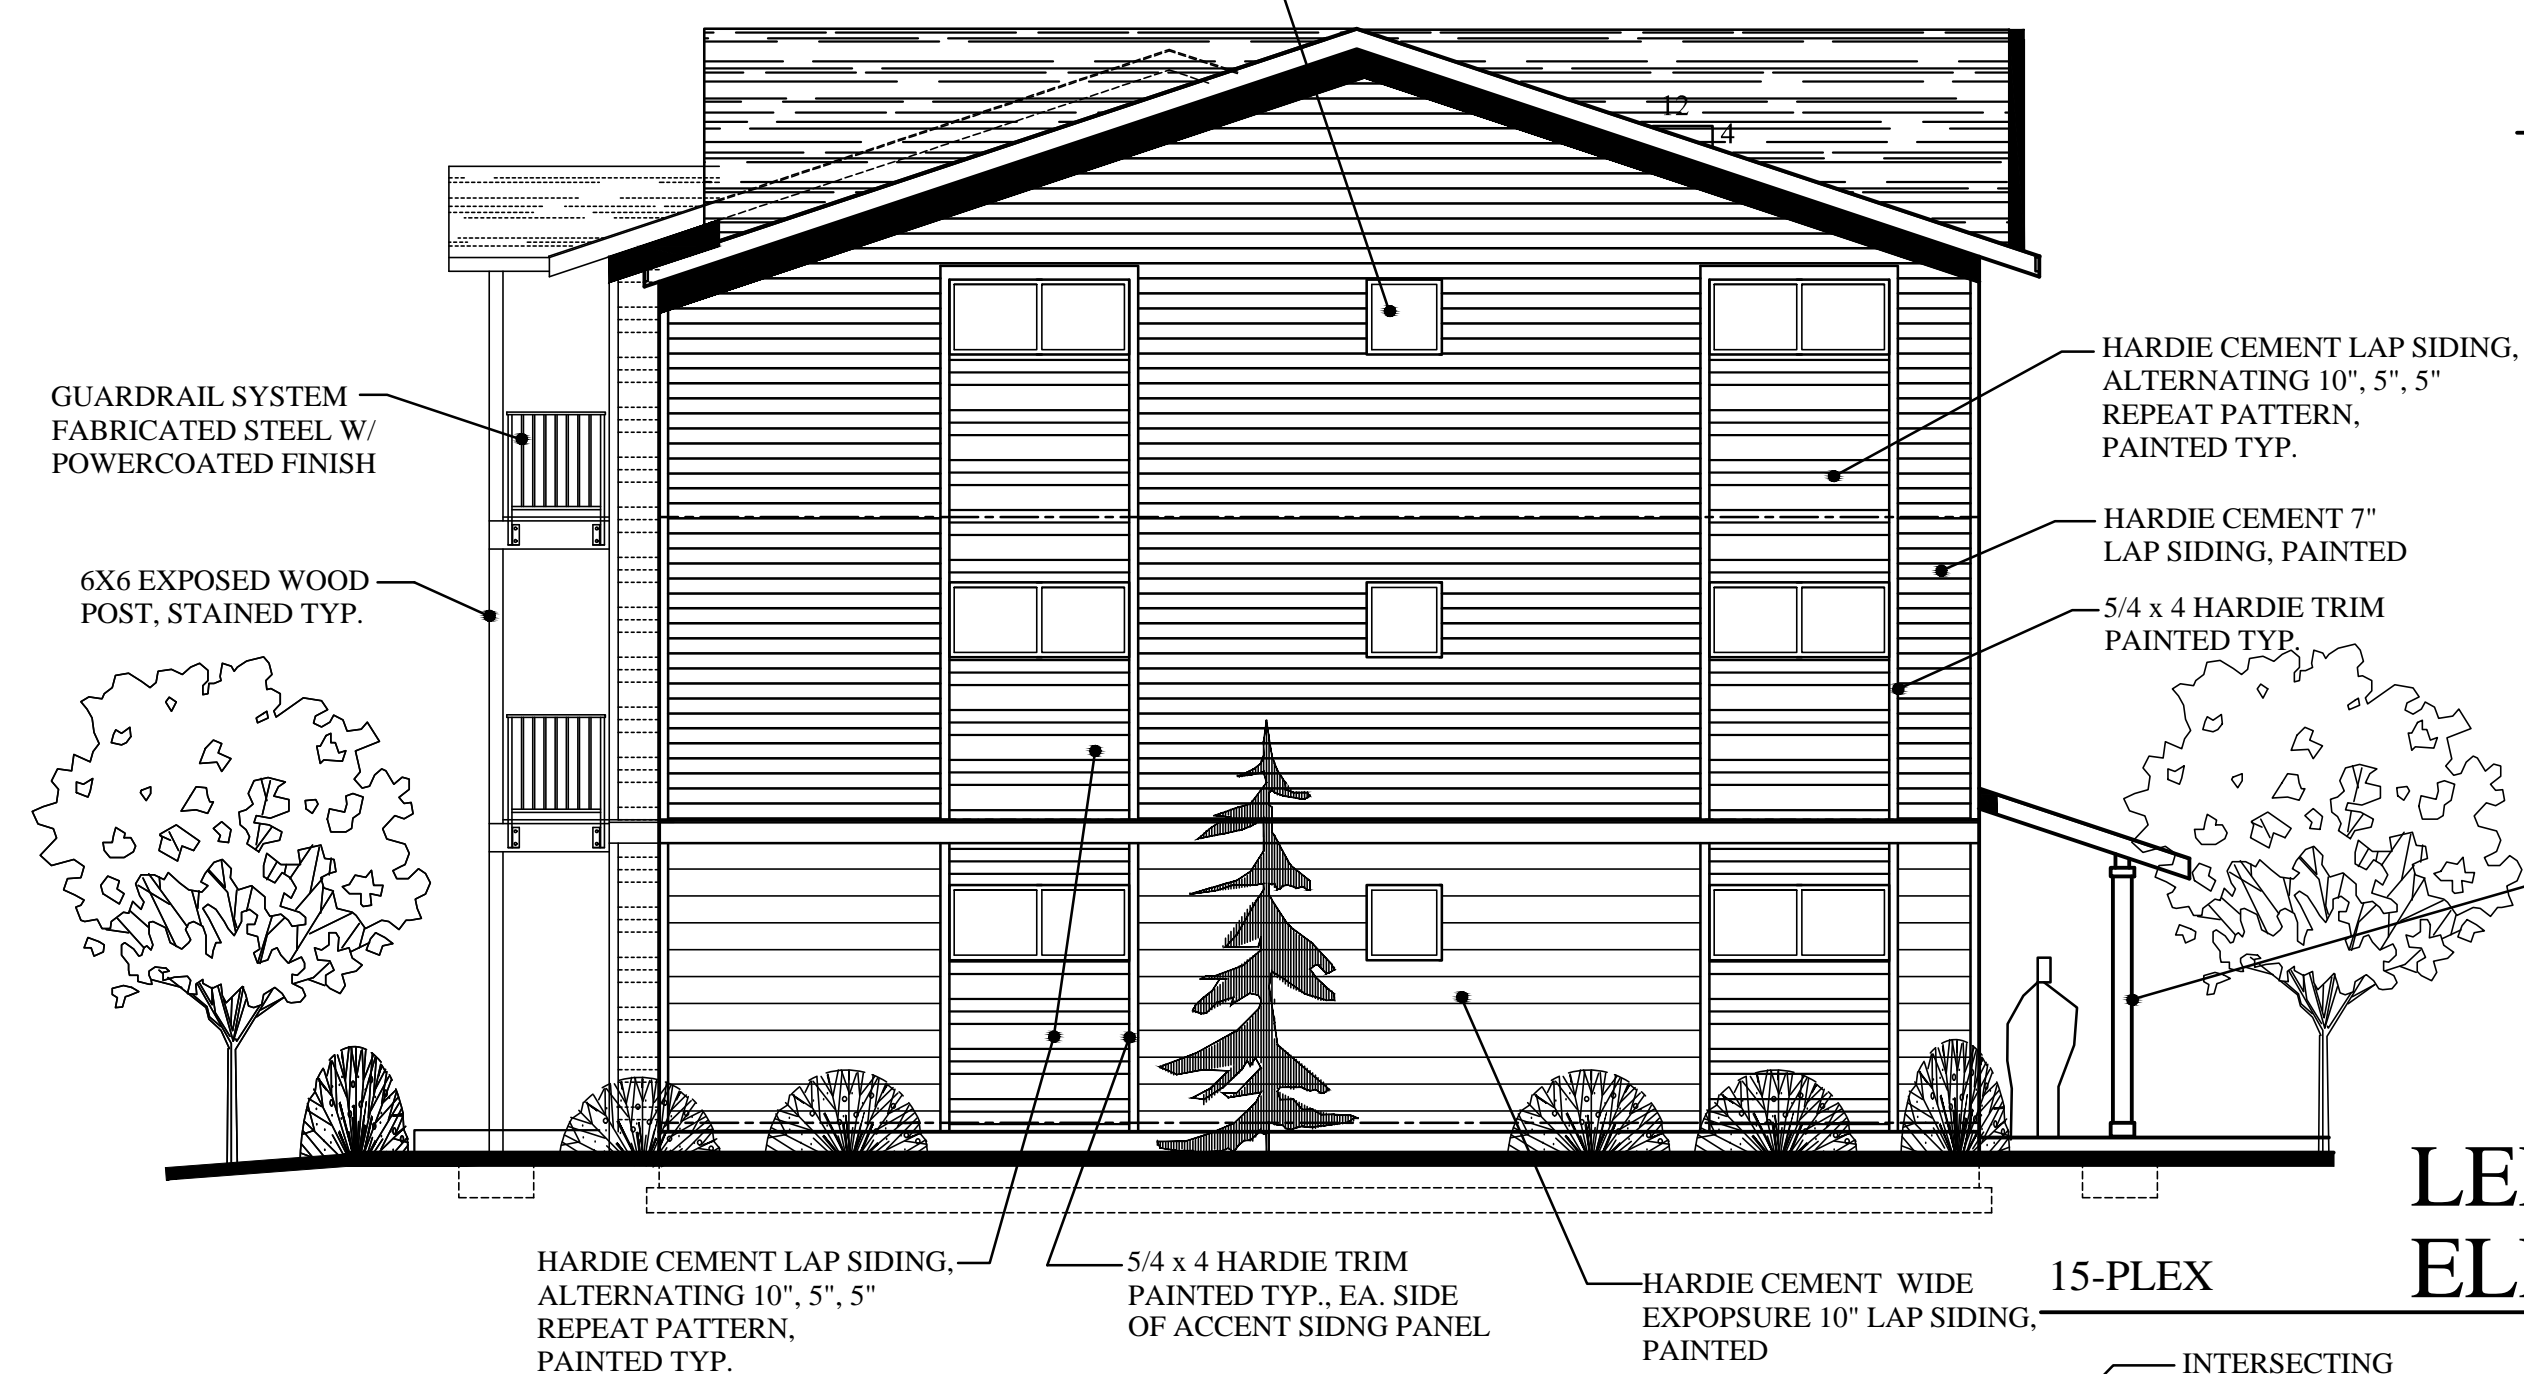 12
4
GUARDRAIL SYSTEM
FABRICATED STEEL W/
POWERCOATED FINISH
6X6 EXPOSED WOOD
POST, STAINED TYP.
HARDIE CEMENT LAP SIDING,
ALTERNATING 10", 5", 5"
REPEAT PATTERN,
PAINTED TYP.
HARDIE CEMENT 7"
LAP SIDING, PAINTED
5/4 x 4 HARDIE TRIM
PAINTED TYP.
HARDIE CEMENT LAP SIDING,
ALTERNATING 10", 5", 5"
REPEAT PATTERN,
PAINTED TYP.
5/4 x 4 HARDIE TRIM
PAINTED TYP., EA. SIDE
OF ACCENT SIDNG PANEL
HARDIE CEMENT  WIDE
EXPOPSURE 10" LAP SIDING,
PAINTED
15-PLEX
INTERSECTING